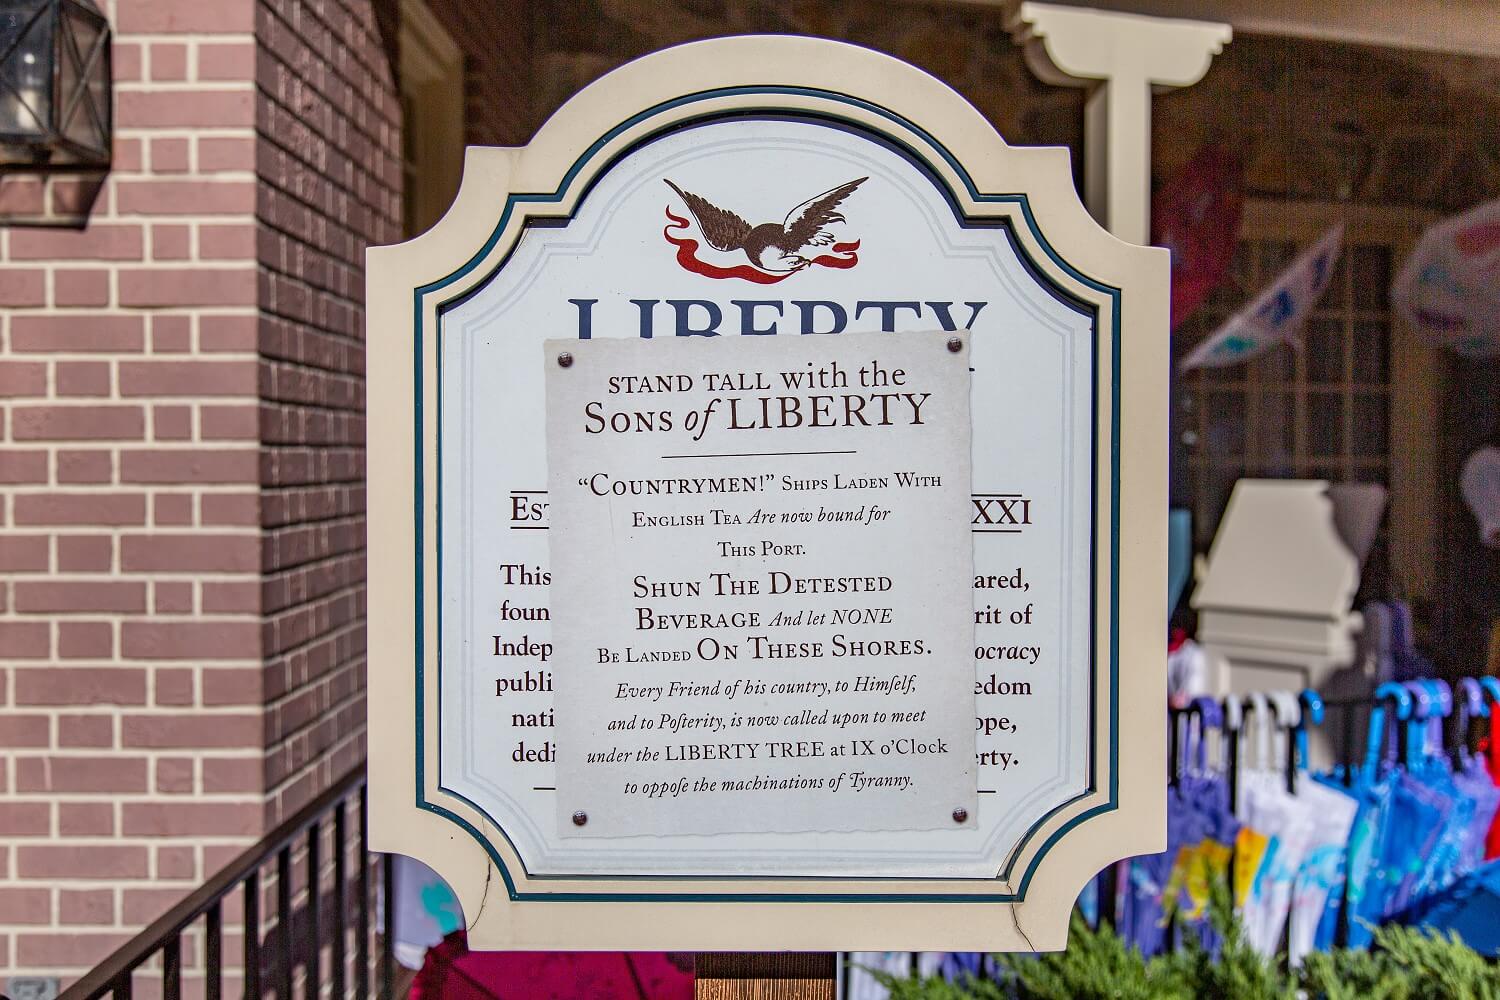 LIBERTY
STAND TALL with the
SONS of LIBERTY
“COUNTRYMEN!” SHIPS LADEN WITH
ENGLISH TEA Are now bound for
THIS PORT.
SHUN THE DETESTED
BEVERAGE And let NONE
BE LANDED ON THESE SHORES.
Every Friend of his country, to Himſelf,
and to Poſterity, is now called upon to meet
under the LIBERTY TREE at IX o’Clock
to oppoſe the machinations of Tyranny.
This
rit of